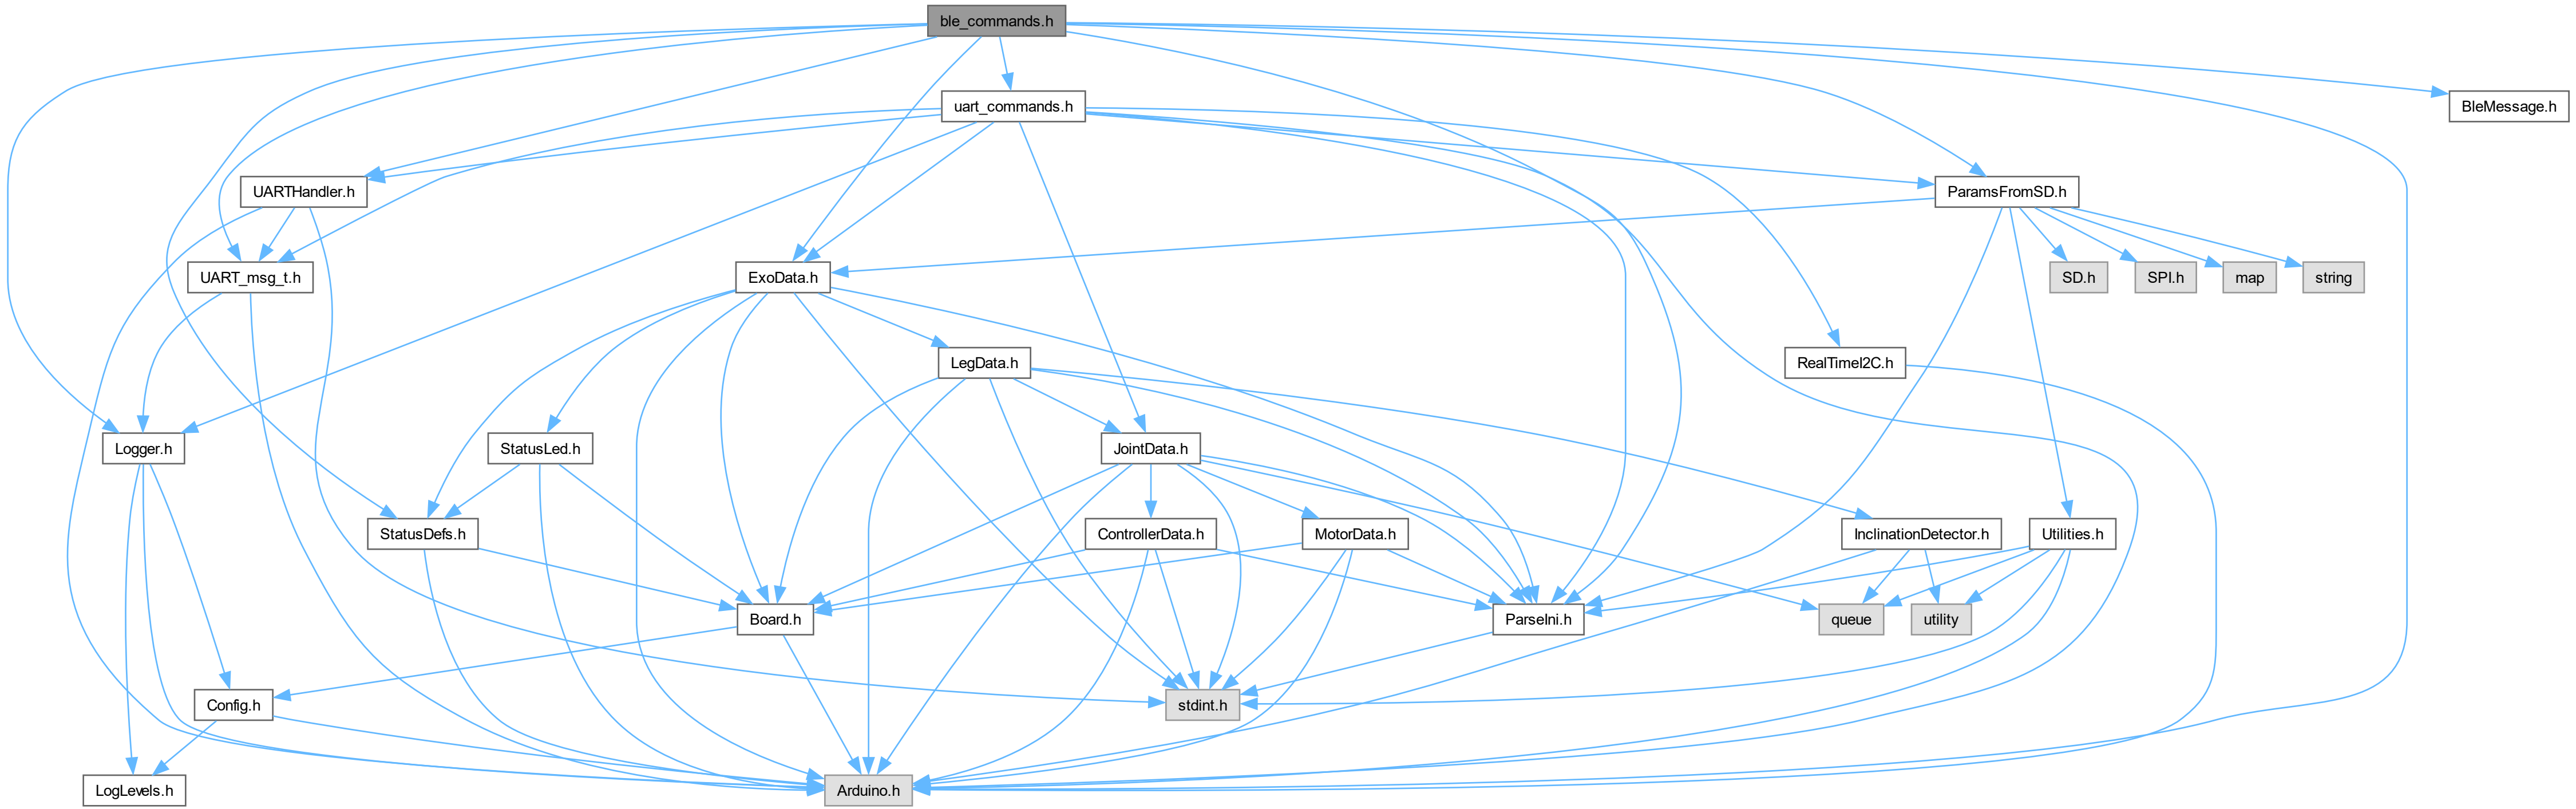 ble_commands.h
uart_commands.h
BleMessage.h
UARTHandler.h
ParamsFromSD.h
UART_msg_t.h
ExoData.h
SD.h
SPI.h
map
string
LegData.h
RealTimeI2C.h
Logger.h
StatusLed.h
JointData.h
StatusDefs.h
ControllerData.h
MotorData.h
InclinationDetector.h
Utilities.h
Board.h
ParseIni.h
queue
utility
Config.h
stdint.h
LogLevels.h
Arduino.h